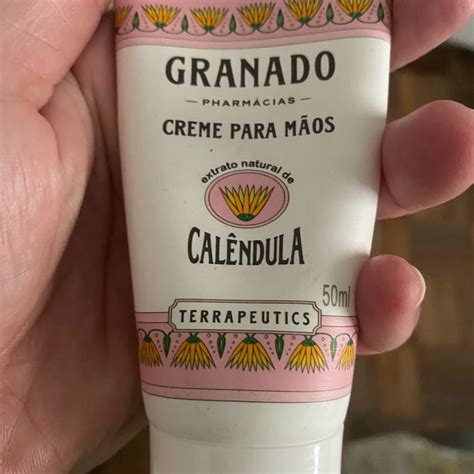 GRANADO
PHARMÁCIAS
CREME PARA MÃOS
extrato natural de
CALÊNDULA
50ml
TERRAPEUTICS